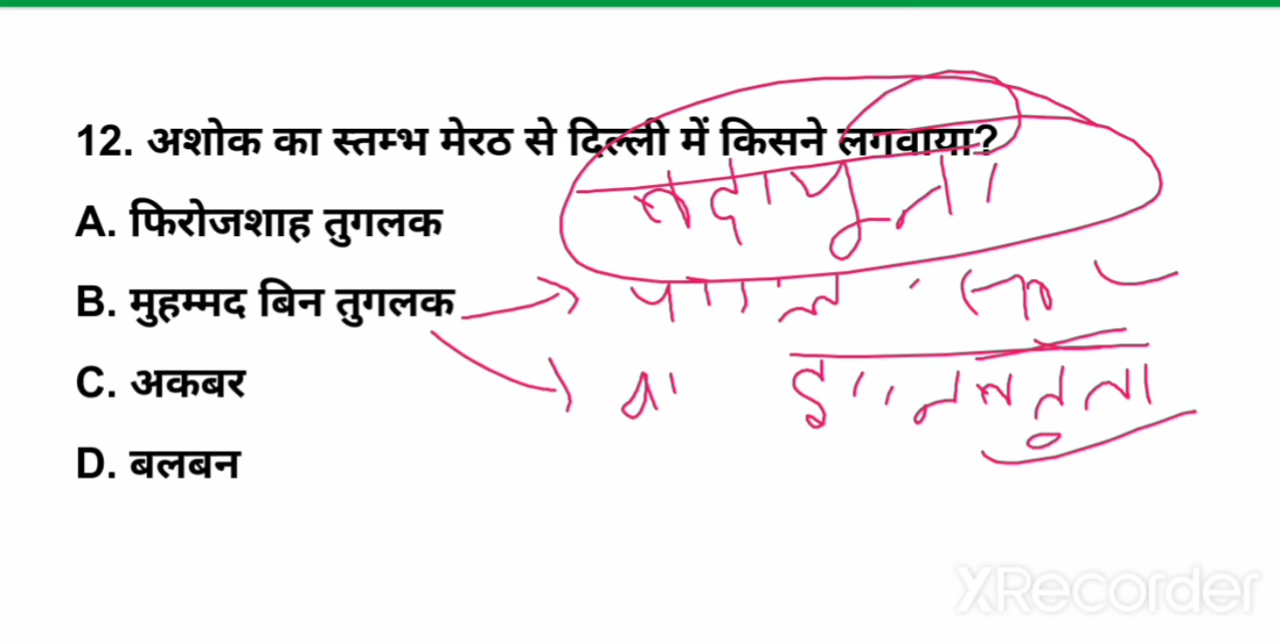 12. अशोक का स्तम्भ मेरठ से दिल्ली में किसने लगवाया?
A. फिरोजशाह तुगलक
B. मुहम्मद बिन तुगलक
C. अकबर
D. बलबन
XRecorder